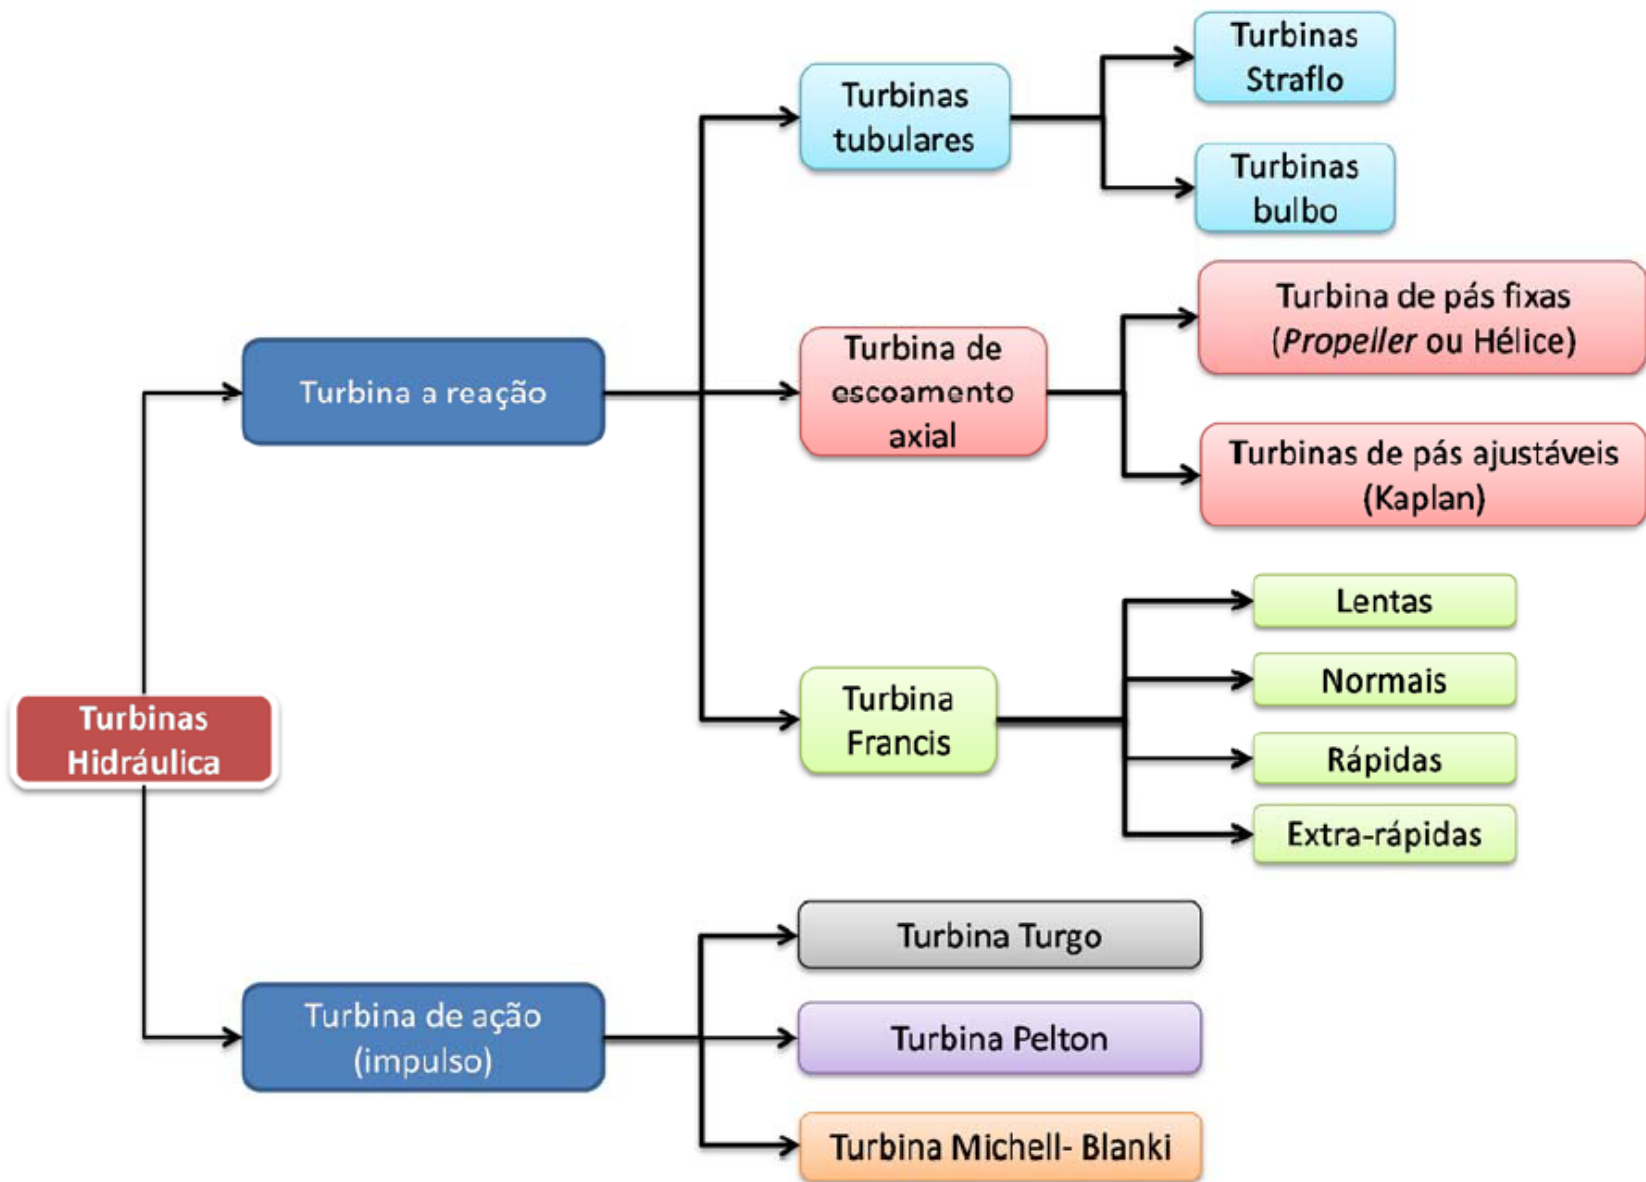 Turbinas
Hidráulica
Turbina a reação
Turbinas
tubulares
Turbinas
Straflo
Turbinas
bulbo
Turbina de
escoamento
axial
Turbina de pás fixas
(Propeller ou Hélice)
Turbinas de pás ajustáveis
(Kaplan)
Turbina
Francis
Lentas
Normais
Rápidas
Extra-rápidas
Turbina de ação
(impulso)
Turbina Turgo
Turbina Pelton
Turbina Michell- Blanki